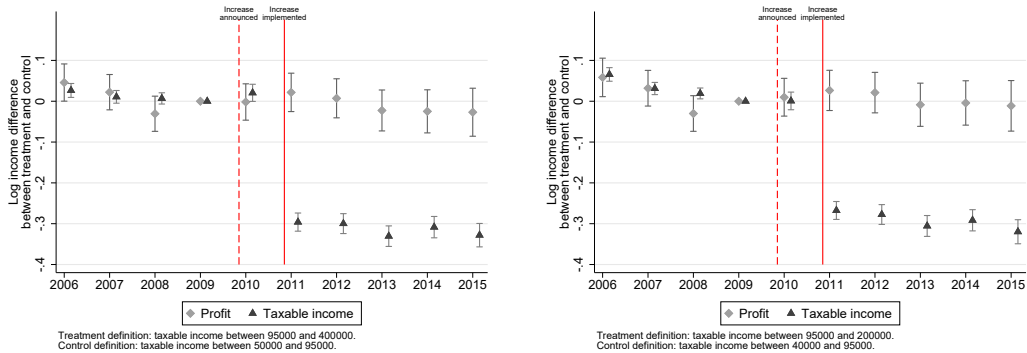 Increase
announced
Increase
implemented
Log income difference
between treatment and control
.1
0
-.1
-.2
-.3
-.4
2006 2007 2008 2009 2010 2011 2012 2013 2014 2015
Profit Taxable income
Treatment definition: taxable income between 95000 and 400000.
Control definition: taxable income between 50000 and 95000.
Increase
announced
Increase
implemented
Log income difference
between treatment and control
.1
0
-.1
-.2
-.3
-.4
2006 2007 2008 2009 2010 2011 2012 2013 2014 2015
Profit Taxable income
Treatment definition: taxable income between 95000 and 200000.
Control definition: taxable income between 40000 and 95000.